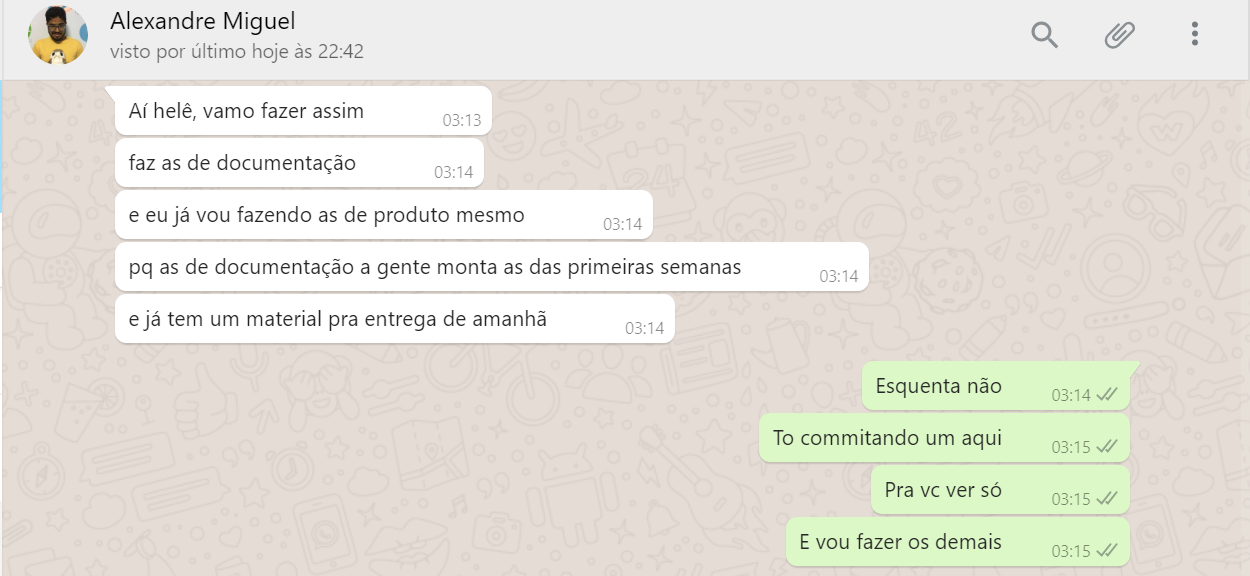 Alexandre Miguel
visto por último hoje às 22:42
Aí helê, vamo fazer assim
03:13
faz as de documentação
03:14
e eu já vou fazendo as de produto mesmo
03:14
pq as de documentação a gente monta as das primeiras semanas
03:14
e já tem um material pra entrega de amanhã
03:14
Esquenta não
03:14
To commitando um aqui
03:15
Pra vc ver só
03:15
E vou fazer os demais
03:15